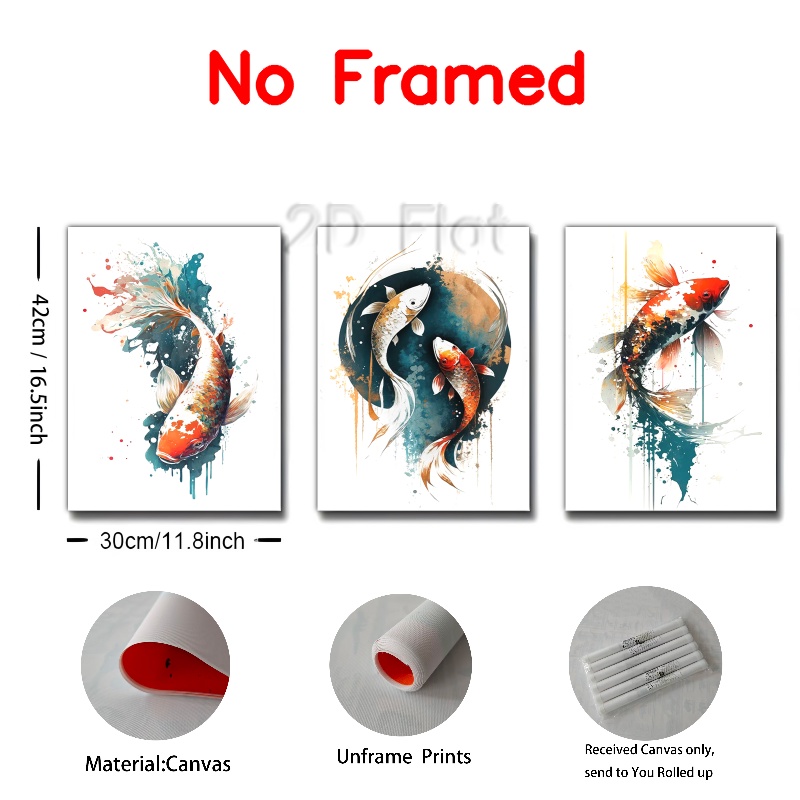 No Framed
2D Flat
42cm / 16.5inch
30cm/11.8inch
Material:Canvas
Unframe Prints
Received Canvas only,
send to You Rolled up